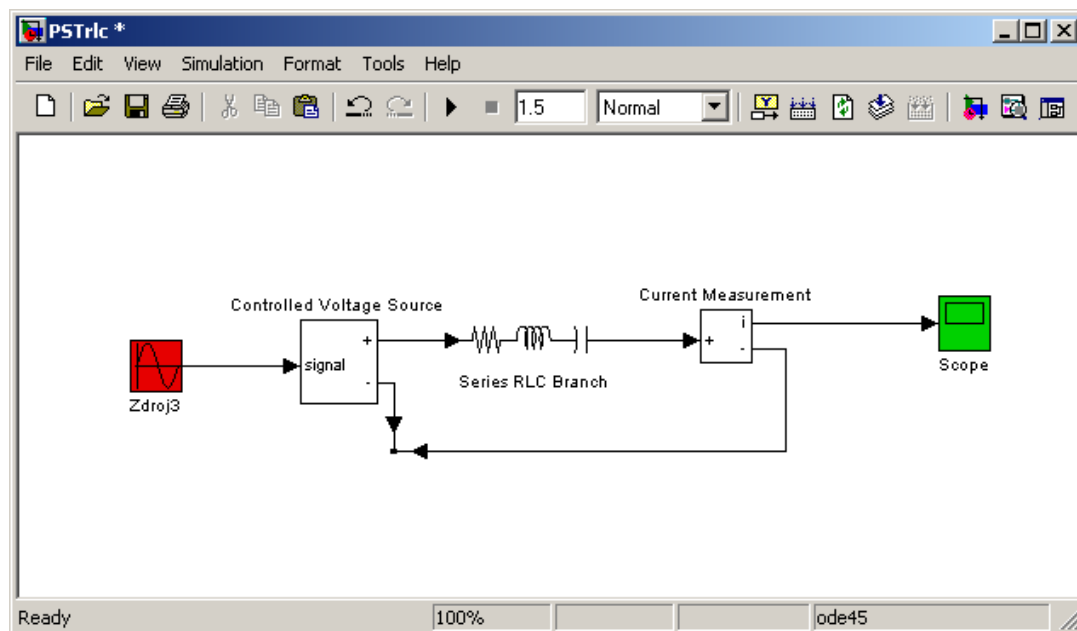 PSTrlc *
File Edit View Simulation Format Tools Help
1.5 Normal
Controlled Voltage Source
Current Measurement
+
i
signal
+
-
-
Series RLC Branch
Scope
Zdroj3
Ready 100% ode45